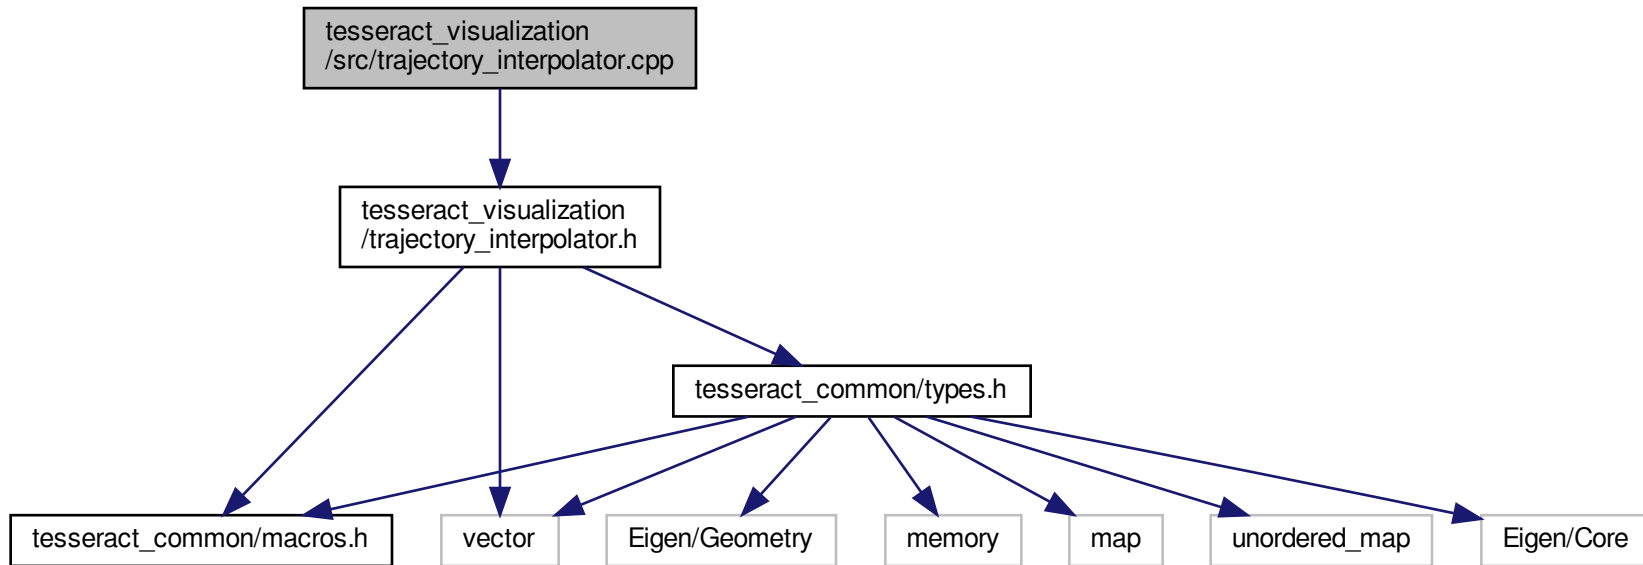 tesseract_visualization
/src/trajectory_interpolator.cpp
tesseract_visualization
/trajectory_interpolator.h
tesseract_common/types.h
tesseract_common/macros.h
vector
Eigen/Geometry
memory
map
unordered_map
Eigen/Core